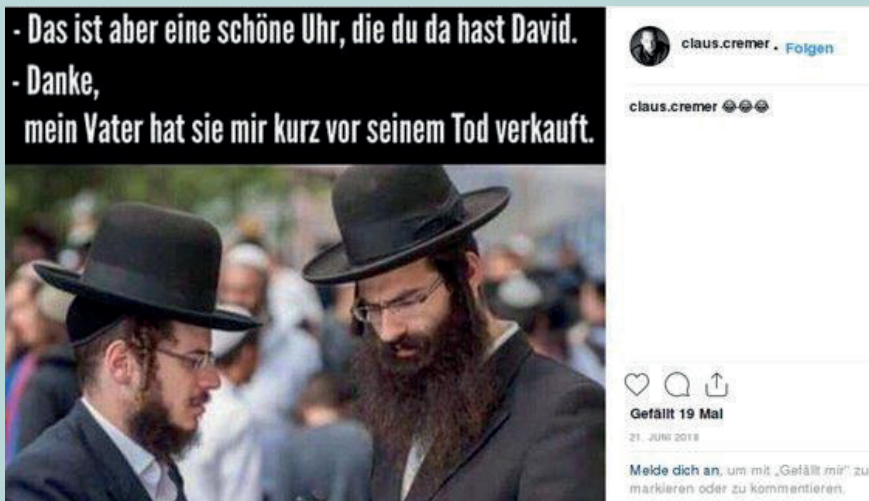 - Das ist aber eine schöne Uhr, die du da hast David.
- Danke,
mein Vater hat sie mir kurz vor seinem Tod verkauft.
claus.cremer • Folgen
claus.cremer 😂😂😂
Gefällt 19 Mal
21. JUNI 2018
Melde dich an, um mit „Gefällt mir" zu
markieren oder zu kommentieren.